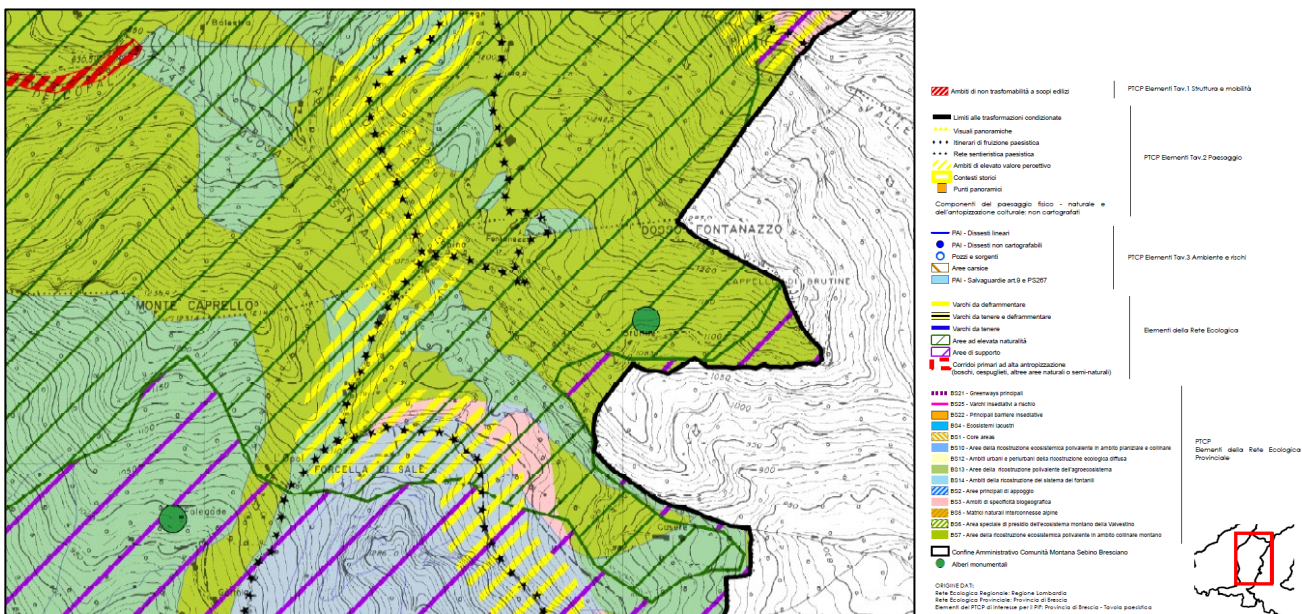 Bolastro
DOSSO FONTANAZZO
CAPPELLO DI BRUTINE
MONTE CAPRELLO
FORCELLA DI SALE
Casere
1050
1000
900
Ambiti di non trasformabilità a scopi edilizi
PTCP Elementi Tav.1 Struttura e mobilità
Limiti alle trasformazioni condizionate
Visuali panoramiche
Itinerari di fruizione paesistica
Rete sentieristica paesistica
PTCP Elementi Tav.2 Paesaggio
Ambiti di elevato valore percettivo
Contesti storici
Punti panoramici
Componenti del paesaggio fisico - naturale e
dell'antopizzazione colturale: non cartografati
PAI - Dissesti lineari
PAI - Dissesti non cartografabili
Pozzi e sorgenti
PTCP Elementi Tav.3 Ambiente e rischi
Aree carsice
PAI - Salvaguardie art.9 e PS267
Varchi da deframmentare
Varchi da tenere e deframmentare
Varchi da tenere
Elementi della Rete Ecologica
Aree ad elevata naturalità
Aree di supporto
Corridoi primari ad alta antropizzazione
(boschi, cespuglieti, altree aree naturali o semi-naturali)
BS21 - Greenways principali
BS25 - Varchi insediativi a rischio
BS22 - Principali barriere insediative
BS4 - Ecosistemi lacustri
BS1 - Core areas
PTCP
Elementi della Rete Ecologica
Provinciale
BS10 - Aree della ricostruzione ecosistemica polivalente in ambito pianiziale e collinare
BS12 - Ambiti urbani e periurbani della ricostruzione ecologica diffusa
BS13 - Aree della ricostruzione polivalente dell'agroecosistema
BS14 - Ambiti della ricostruzione del sistema dei fontanili
BS2 - Aree principali di appoggio
BS3 - Ambiti di specificità biogeografica
BS5 - Matrici naturali interconnesse alpine
BS6 - Area speciale di presidio dell'ecosistema montano della Valvestino
BS7 - Aree della ricostruzione ecosistemica polivalente in ambito collinare montano
Confine Amministrativo Comunità Montana Sebino Bresciano
Alberi monumentali
ORIGINE DATI:
Rete Ecologica Regionale: Regione Lombardia
Rete Ecologica Provinciale: Provincia di Brescia
Elementi del PTCP di interesse per il PIF: Provincia di Brescia - Tavola paesistica